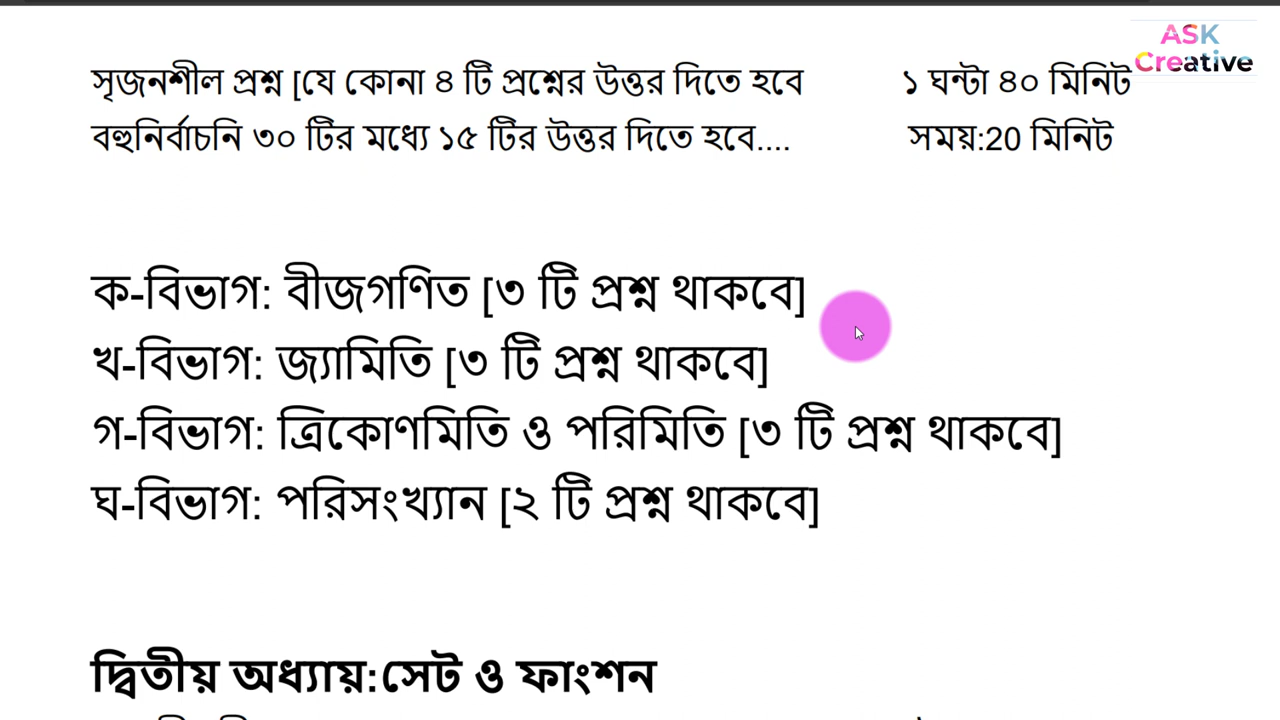 ASK
Creative
সৃজনশীল প্রশ্ন [যে কোনা ৪ টি প্রশ্নের উত্তর দিতে হবে ১ ঘন্টা ৪০ মিনিট
বহুনির্বাচনি ৩০ টির মধ্যে ১৫ টির উত্তর দিতে হবে.... সময়:20 মিনিট
ক-বিভাগ: বীজগণিত [৩ টি প্রশ্ন থাকবে]
খ-বিভাগ: জ্যামিতি [৩ টি প্রশ্ন থাকবে]
গ-বিভাগ: ত্রিকোণমিতি ও পরিমিতি [৩ টি প্রশ্ন থাকবে]
ঘ-বিভাগ: পরিসংখ্যান [২ টি প্রশ্ন থাকবে]
দ্বিতীয় অধ্যায়:সেট ও ফাংশন